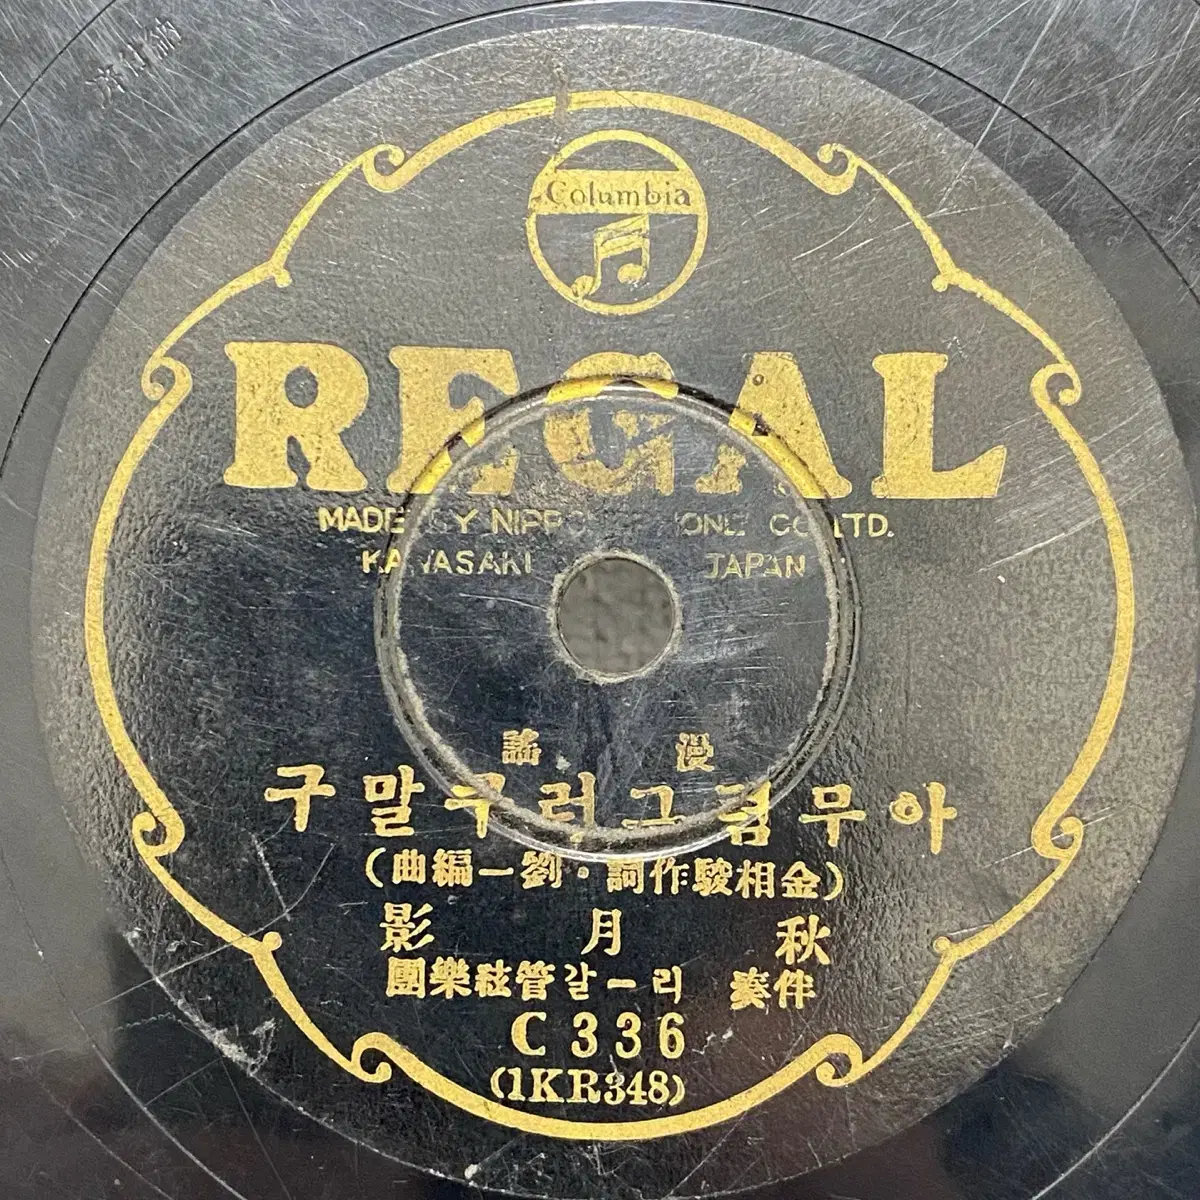 Columbia
REGAL
MADE BY NIPPONOPHONE CO. LTD.
KAWASAKI JAPAN
漫謠
아무렴그럭구말구
(金相駿作詞・劉一編曲)
秋月影
伴奏 리ー갈管絃樂團
C336
(1KR348)